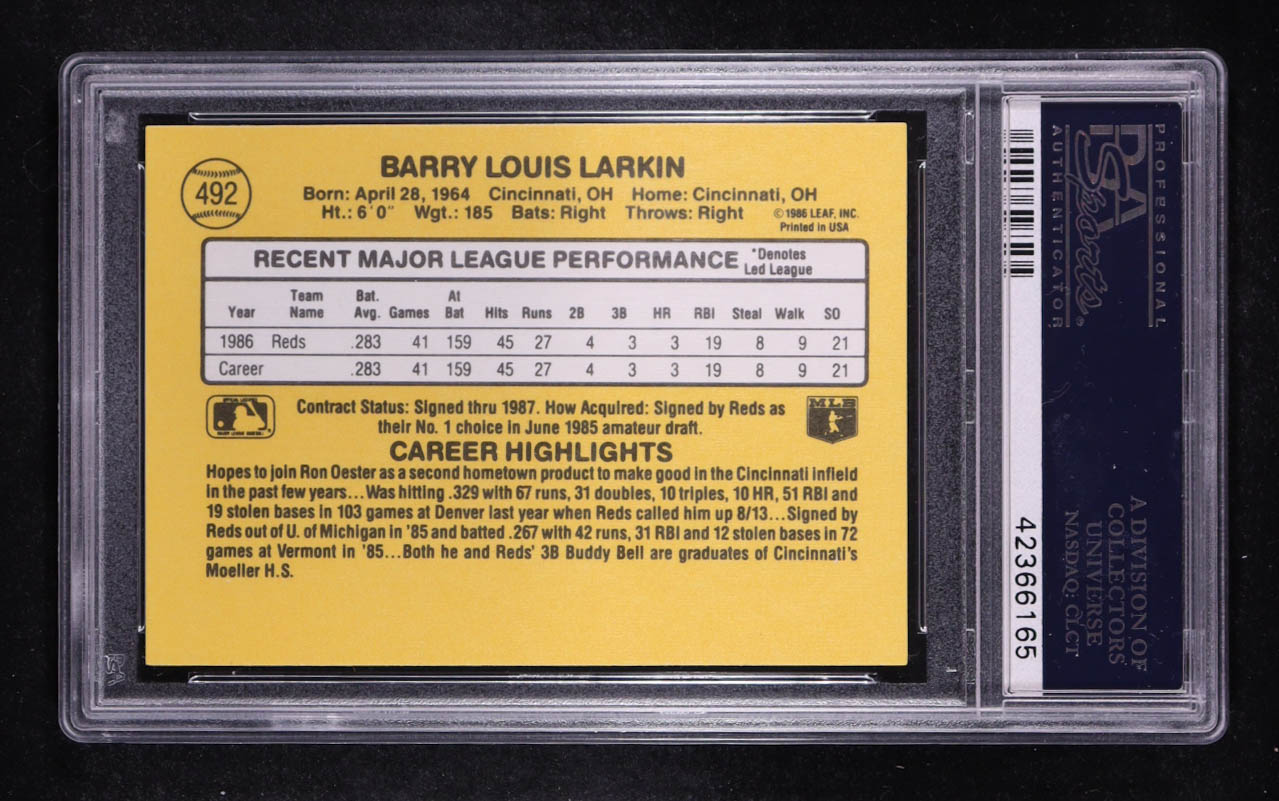 492
BARRY LOUIS LARKIN
Born: April 28, 1964 Cincinnati, OH Home: Cincinnati, OH
Ht.: 6'0" Wgt.: 185 Bats: Right Throws: Right
©1986 LEAF, INC.
Printed in USA
RECENT MAJOR LEAGUE PERFORMANCE
*Denotes
Led League
Year Team Name Bat. Avg. Games At Bat Hits Runs 2B 3B HR RBI Steal Walk SO
1986 Reds .283 41 159 45 27 4 3 3 19 8 9 21
Career .283 41 159 45 27 4 3 3 19 8 9 21
Contract Status: Signed thru 1987. How Acquired: Signed by Reds as
their No. 1 choice in June 1985 amateur draft.
MLB
CAREER HIGHLIGHTS
Hopes to join Ron Oester as a second hometown product to make good in the Cincinnati infield
in the past few years...Was hitting .329 with 67 runs, 31 doubles, 10 triples, 10 HR, 51 RBI and
19 stolen bases in 103 games at Denver last year when Reds called him up 8/13...Signed by
Reds out of U. of Michigan in '85 and batted .267 with 42 runs, 31 RBI and 12 stolen bases in 72
games at Vermont in '85...Both he and Reds' 3B Buddy Bell are graduates of Cincinnati's
Moeller H.S.
PROFESSIONAL
PSA
Sports
AUTHENTICATOR
A DIVISION OF
COLLECTORS
UNIVERSE
NASDAQ: CLCT
42366165
PSA